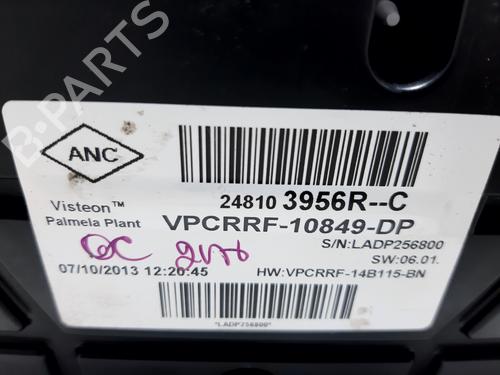 B-PARTS
ANC
Visteon™
Palmela Plant
24810 3956R--C
VPCRRF-10849-DP
S/N:LADP256800
SW:06.01.
07/10/2013 12:20:45
HW:VPCRRF-14B115-BN
*LADP256800*